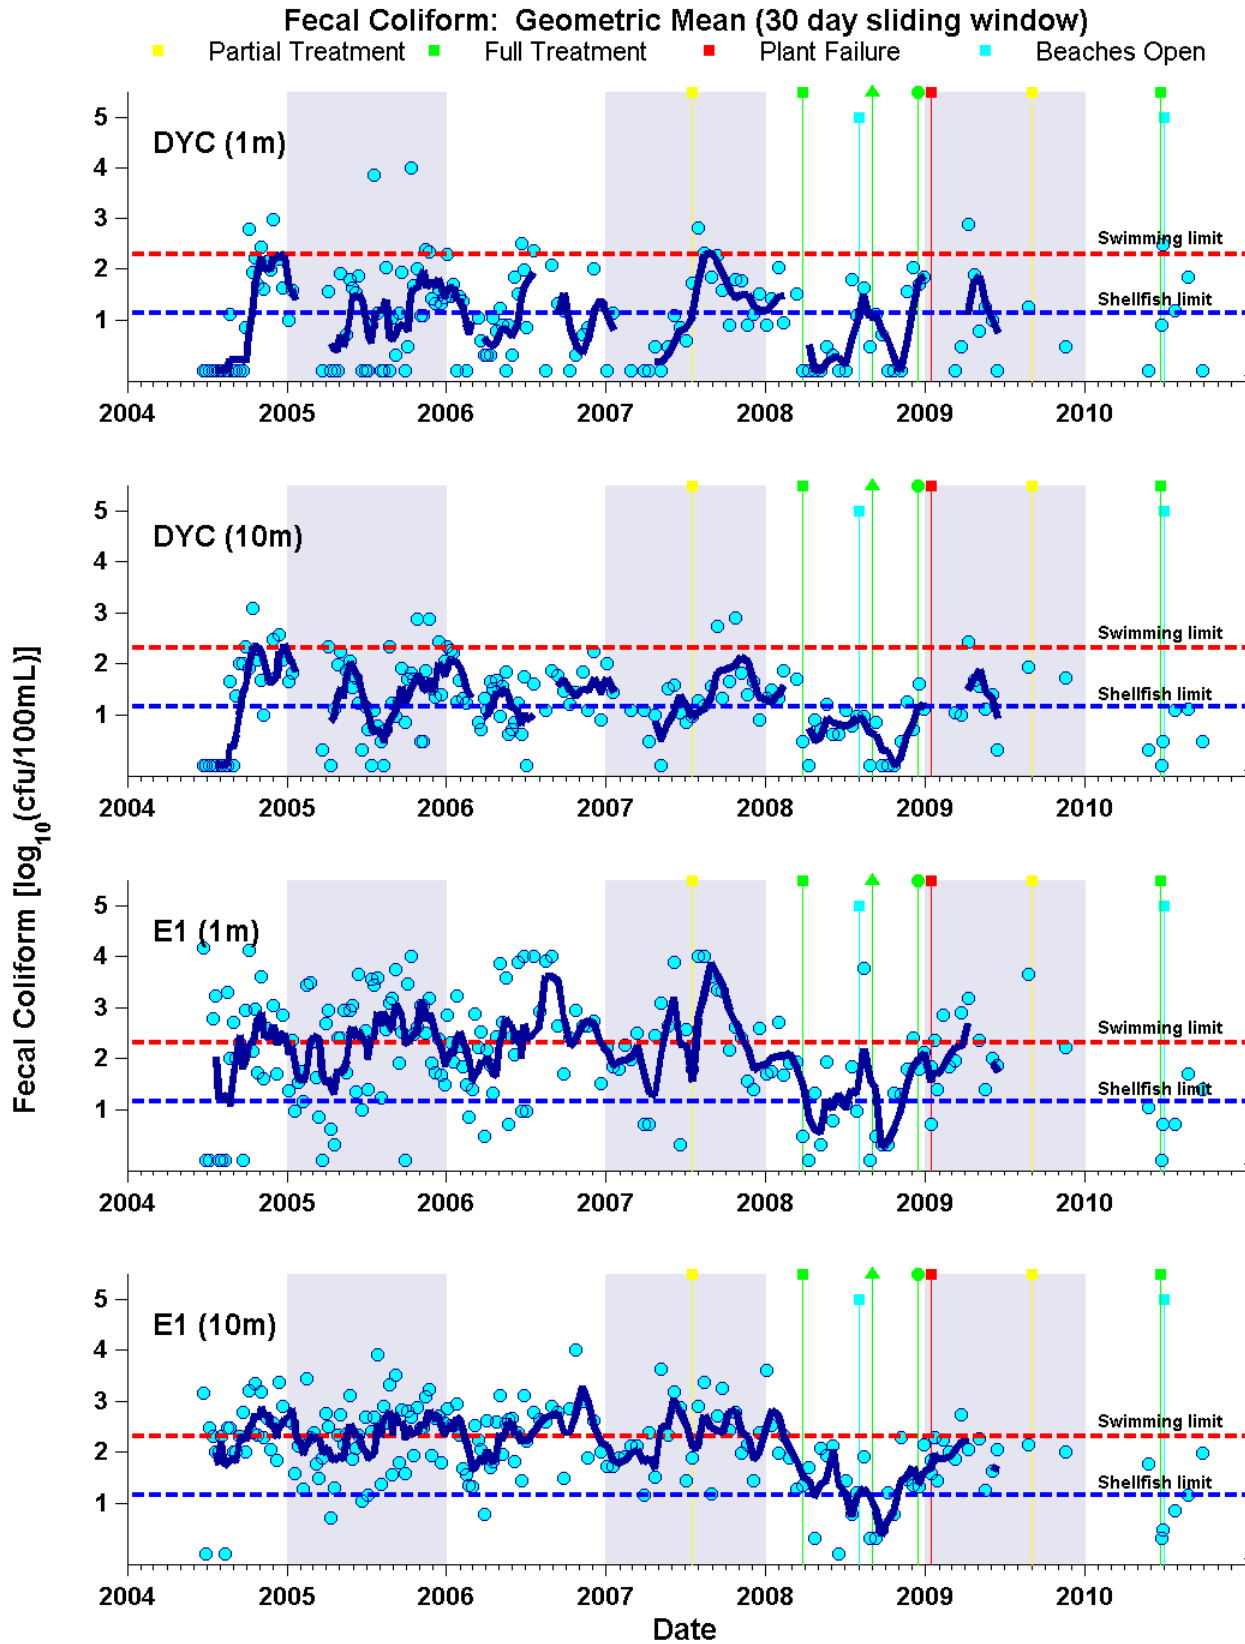 Fecal Coliform: Geometric Mean (30 day sliding window)
Partial Treatment Full Treatment Plant Failure Beaches Open
DYC (1m)
5
4
3
2
1
Swimming limit
Shellfish limit
2004 2005 2006 2007 2008 2009 2010
DYC (10m)
5
4
3
2
1
Swimming limit
Shellfish limit
2004 2005 2006 2007 2008 2009 2010
Fecal Coliform [log10(cfu/100mL)]
E1 (1m)
5
4
3
2
1
Swimming limit
Shellfish limit
2004 2005 2006 2007 2008 2009 2010
E1 (10m)
5
4
3
2
1
Swimming limit
Shellfish limit
2004 2005 2006 2007 2008 2009 2010
Date